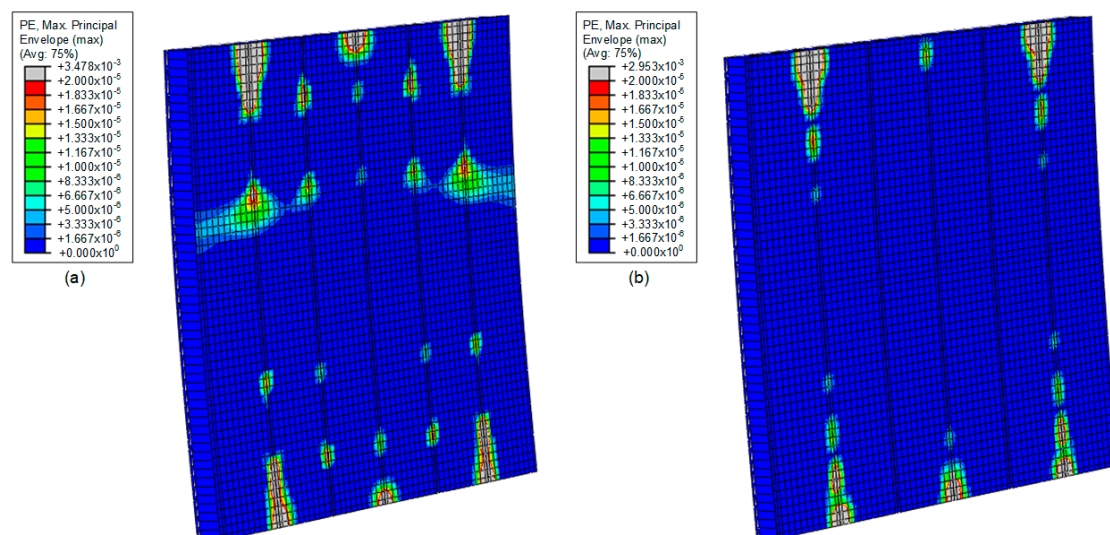 PE, Max. Principal
Envelope (max)
(Avg: 75%)
+3.478x10⁻³
+2.000x10⁻⁵
+1.833x10⁻⁵
+1.667x10⁻⁵
+1.500x10⁻⁵
+1.333x10⁻⁵
+1.167x10⁻⁵
+1.000x10⁻⁵
+8.333x10⁻⁶
+6.667x10⁻⁶
+5.000x10⁻⁶
+3.333x10⁻⁶
+1.667x10⁻⁶
+0.000x10⁰
(a)
PE, Max. Principal
Envelope (max)
(Avg: 75%)
+2.953x10⁻³
+2.000x10⁻⁵
+1.833x10⁻⁵
+1.667x10⁻⁵
+1.500x10⁻⁵
+1.333x10⁻⁵
+1.167x10⁻⁵
+1.000x10⁻⁵
+8.333x10⁻⁶
+6.667x10⁻⁶
+5.000x10⁻⁶
+3.333x10⁻⁶
+1.667x10⁻⁶
+0.000x10⁰
(b)